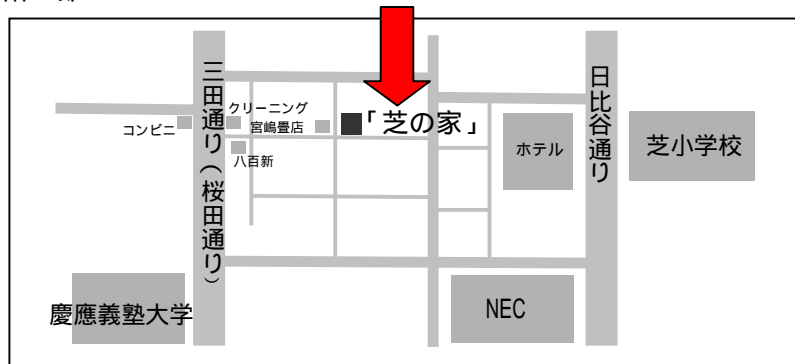 三田通り(桜田通り)
クリーニング
コンビニ
宮嶋畳店
「芝の家」
八百新
ホテル
日比谷通り
芝小学校
慶應義塾大学
NEC